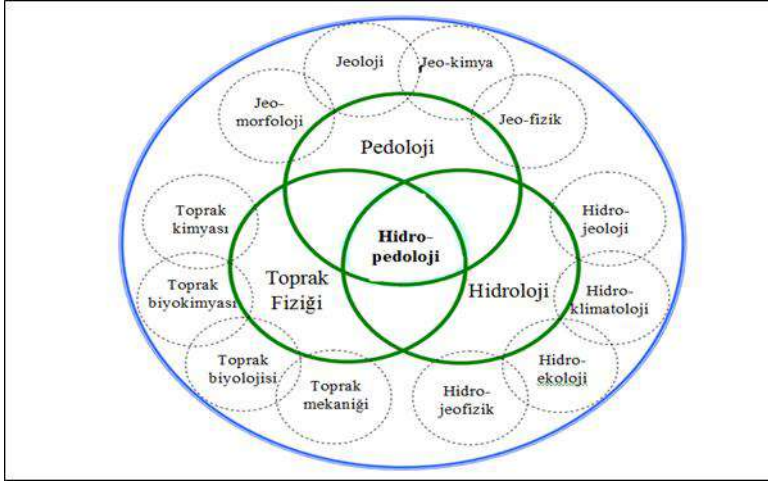 Jeoloji
Jeo-kimya
Jeo-
morfoloji
Jeo-fizik
Pedoloji
Toprak
kimyası
Hidro-
jeoloji
Hidro-
pedoloji
Toprak
Fiziği
Hidroloji
Toprak
biyokimyası
Hidro-
klimatoloji
Toprak
biyolojisi
Hidro-
ekoloji
Toprak
mekaniği
Hidro-
jeofizik